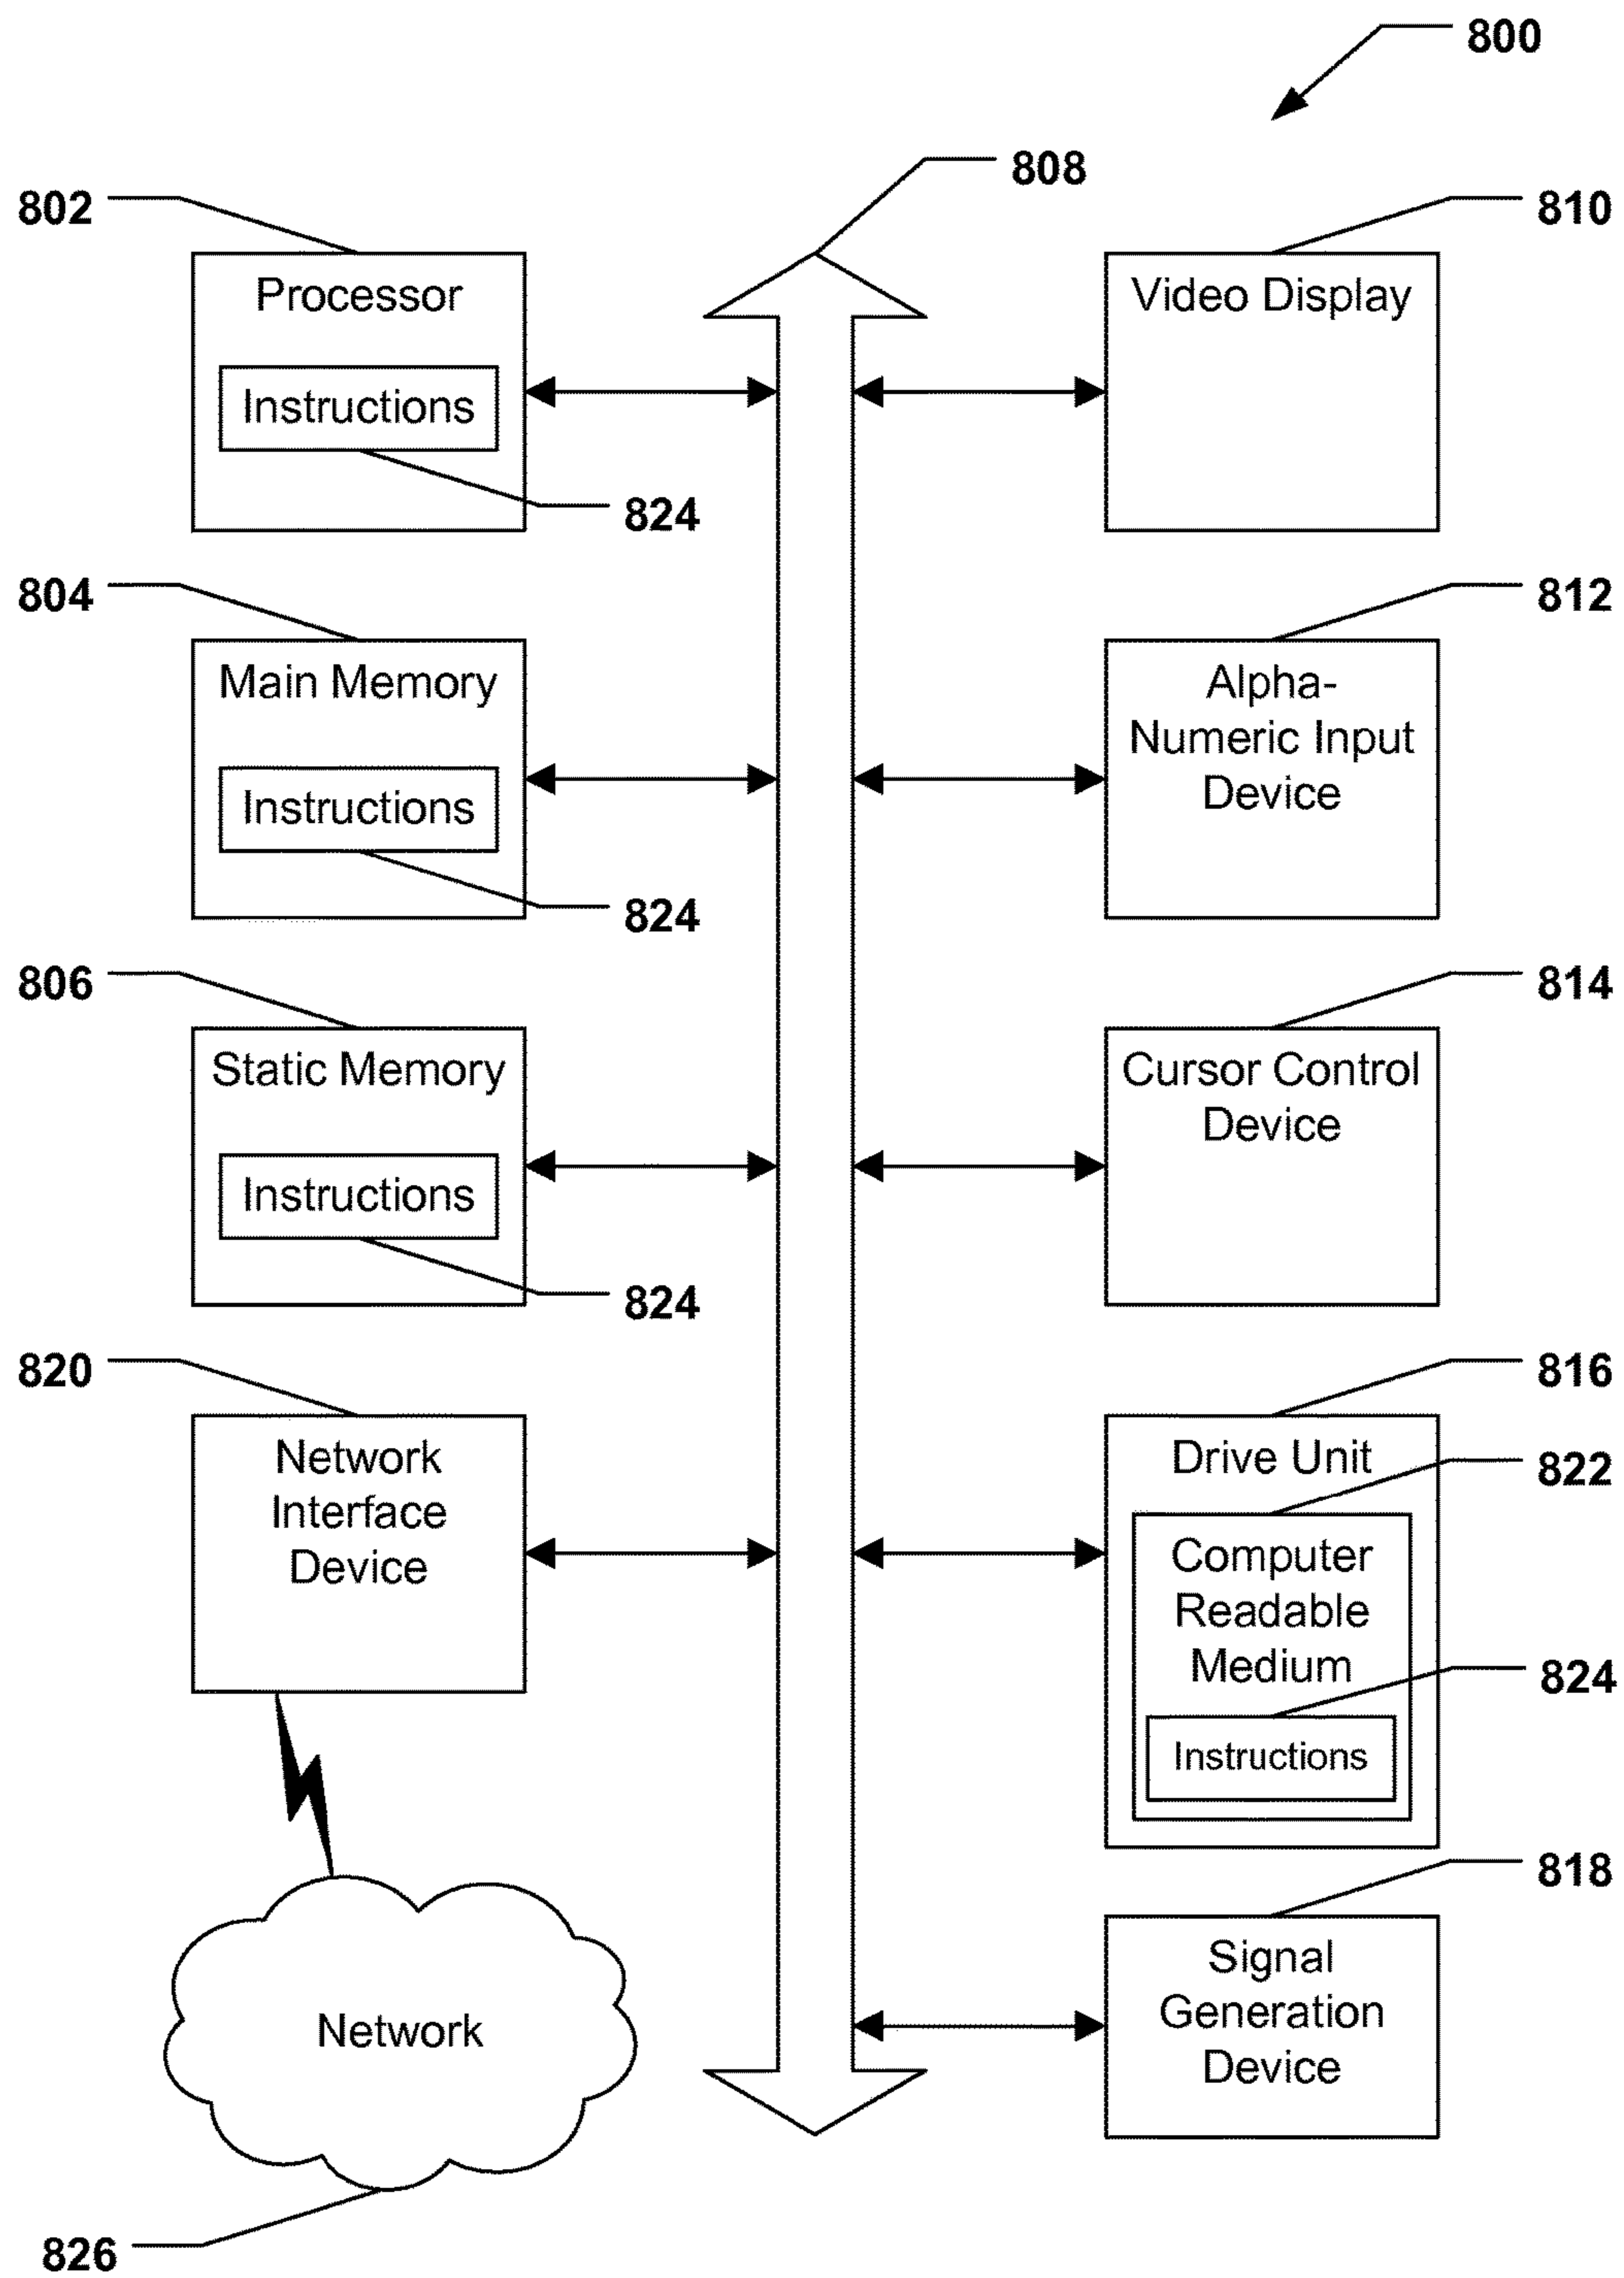 800
808
802
Processor
Instructions
824
810
Video Display
804
Main Memory
Instructions
824
812
Alpha-
Numeric Input
Device
806
Static Memory
Instructions
824
814
Cursor Control
Device
820
Network
Interface
Device
816
Drive Unit
822
Computer
Readable
Medium
824
Instructions
818
Signal
Generation
Device
Network
826